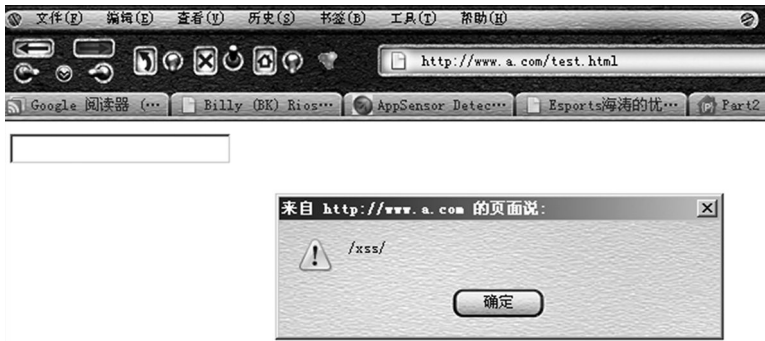 文件(F) 编辑(E) 查看(V) 历史(S) 书签(B) 工具(T) 帮助(H)
http://www.a.com/test.html
Google 阅读器 (… Billy (BK) Rios… AppSensor Detec… Esports海涛的忧… Part2
来自 http://www.a.com 的页面说:
/xss/
确定